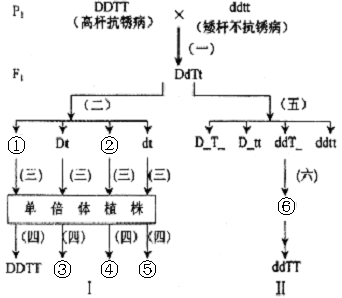 P₁ DDTT × ddtt
(高杆抗锈病) (矮杆不抗锈病)
(一)
F₁ DdTt
(二) (五)
① Dt ② dt D_T_ D_tt ddT_ ddtt
(三) (三) (三) (三) (六)
单倍体植株 ⑥
(四) (四) (四) (四)
DDTT ③ ④ ⑤ ddTT
Ⅰ Ⅱ